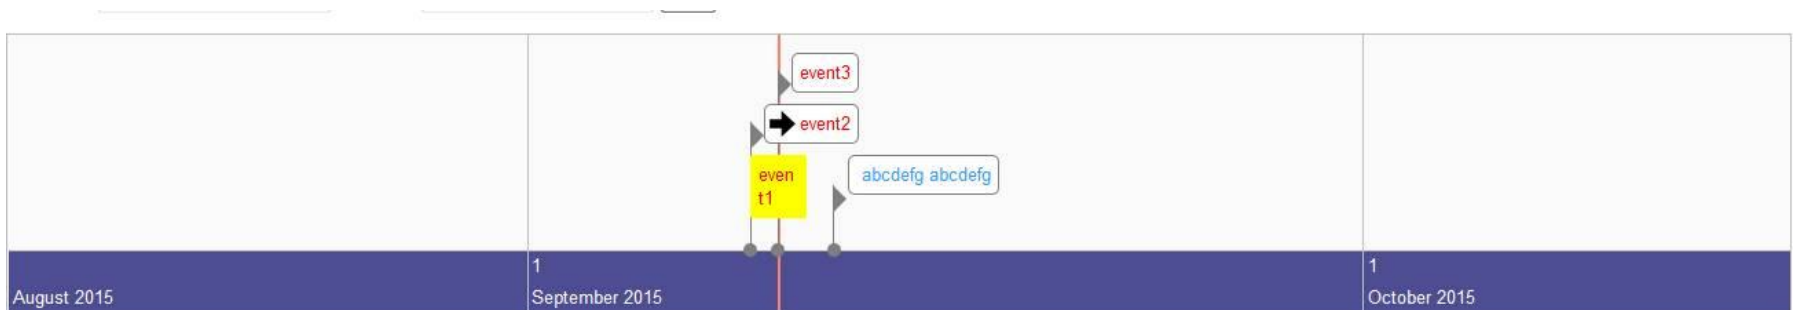 event3
event2
even
t1
abcdefg abcdefg
1
1
August 2015
September 2015
October 2015